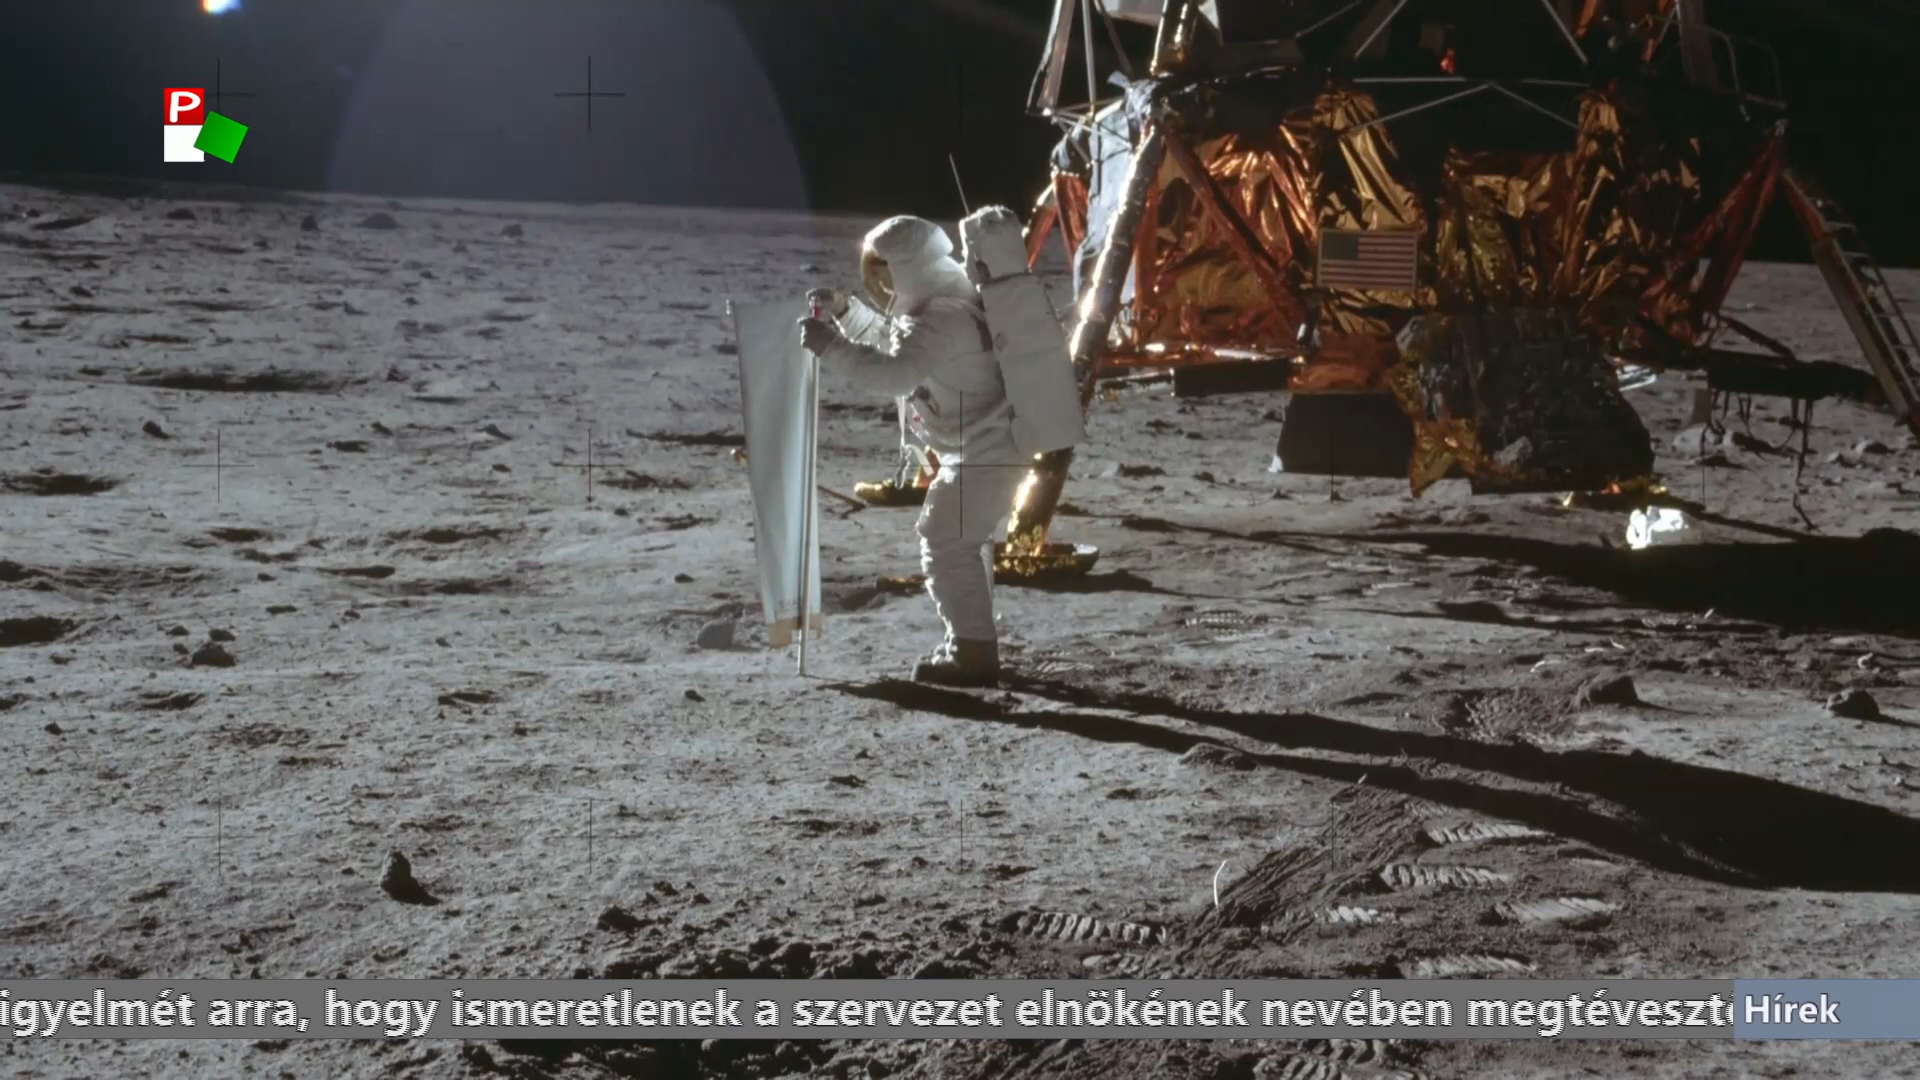 P
igyelmét arra, hogy ismeretlenek a szervezet elnökének nevében megtéveszt
Hírek